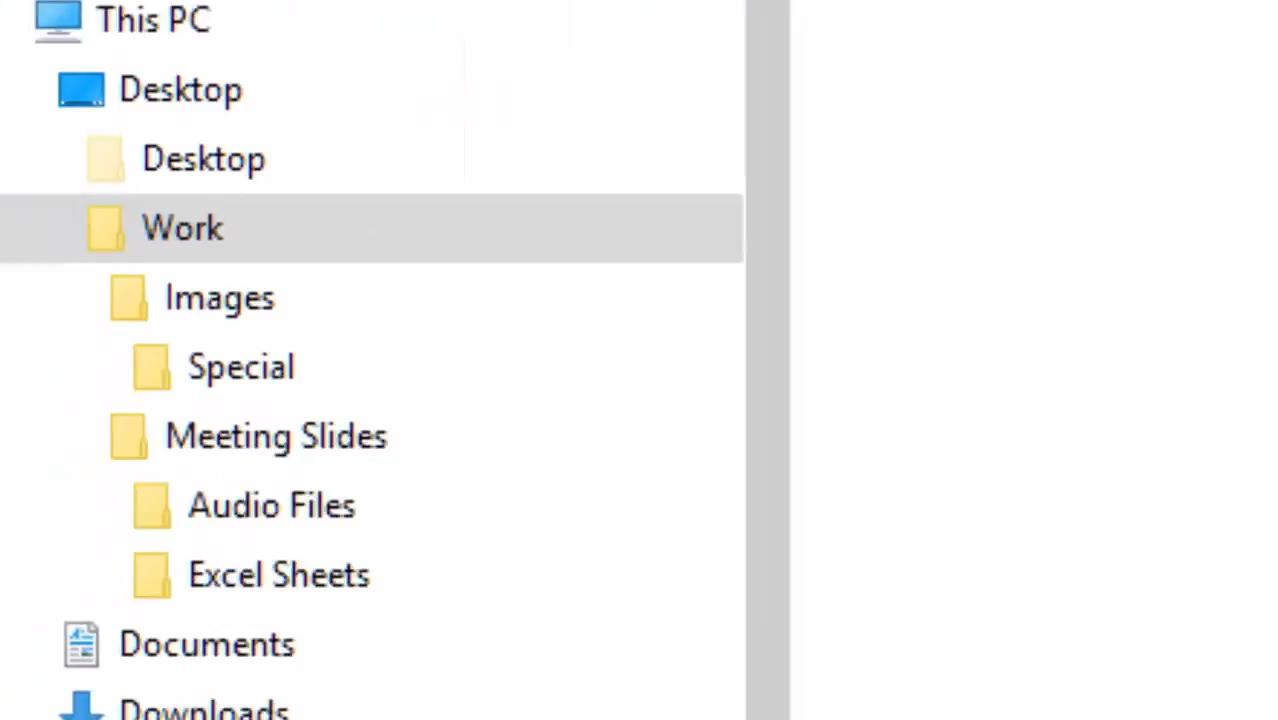 This PC
Desktop
Desktop
Work
Images
Special
Meeting Slides
Audio Files
Excel Sheets
Documents
Downloads